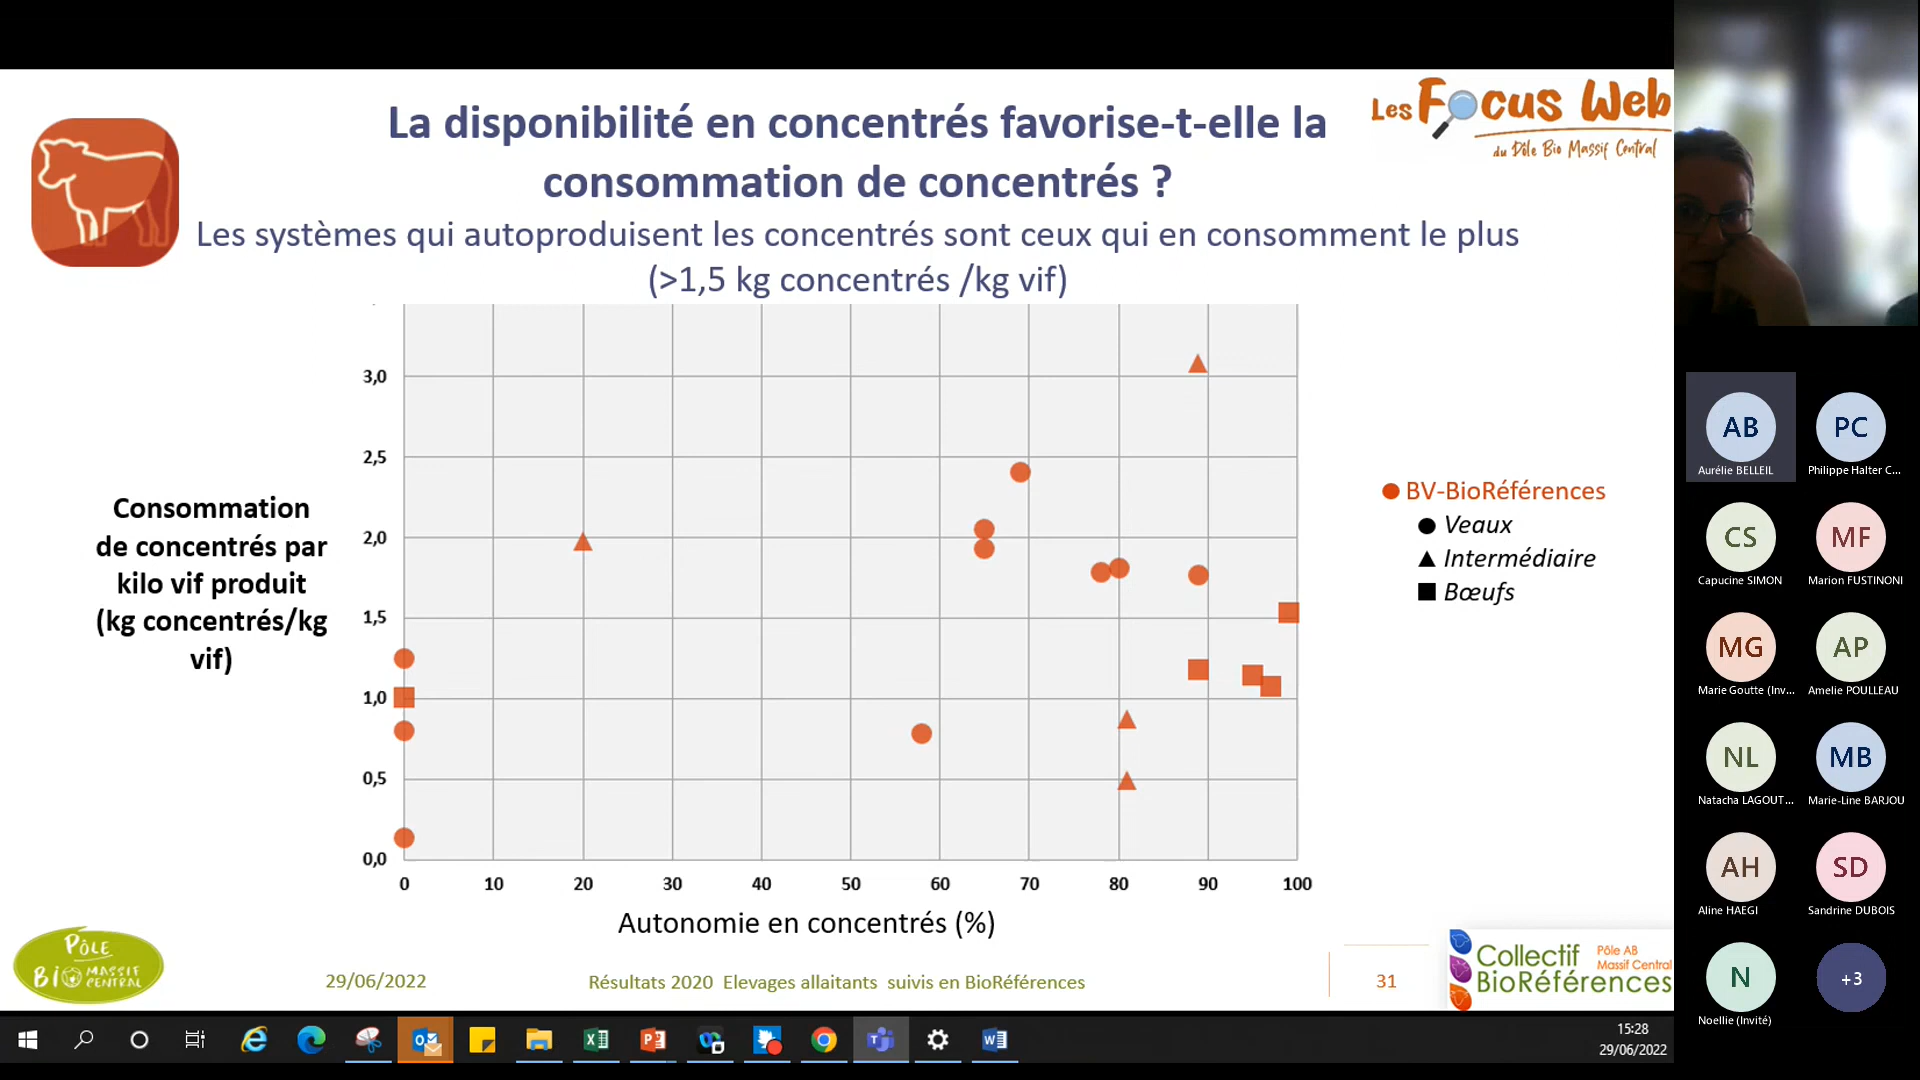 La disponibilité en concentrés favorise-t-elle la
consommation de concentrés ?
Les Focus Web
du Pôle Bio Massif Central
Les systèmes qui autoproduisent les concentrés sont ceux qui en consomment le plus
(>1,5 kg concentrés /kg vif)
3,0
2,5
2,0
1,5
1,0
0,5
0,0
Consommation
de concentrés par
kilo vif produit
(kg concentrés/kg
vif)
0 10 20 30 40 50 60 70 80 90 100
Autonomie en concentrés (%)
BV-BioRéférences
Veaux
Intermédiaire
Bœufs
PÔLE
BIO MASSIF
CENTRAL
29/06/2022
Résultats 2020 Elevages allaitants suivis en BioRéférences
31
Collectif
BioRéférences
Pôle AB
Massif Central
AB
Aurélie BELLEIL
PC
Philippe Halter C...
CS
Capucine SIMON
MF
Marion FUSTINONI
MG
Marie Goutte (Inv...
AP
Amelie POULLEAU
NL
Natacha LAGOUT...
MB
Marie-Line BARJOU
AH
Aline HAEGI
SD
Sandrine DUBOIS
N
Noellie (Invité)
+3
15:28
29/06/2022